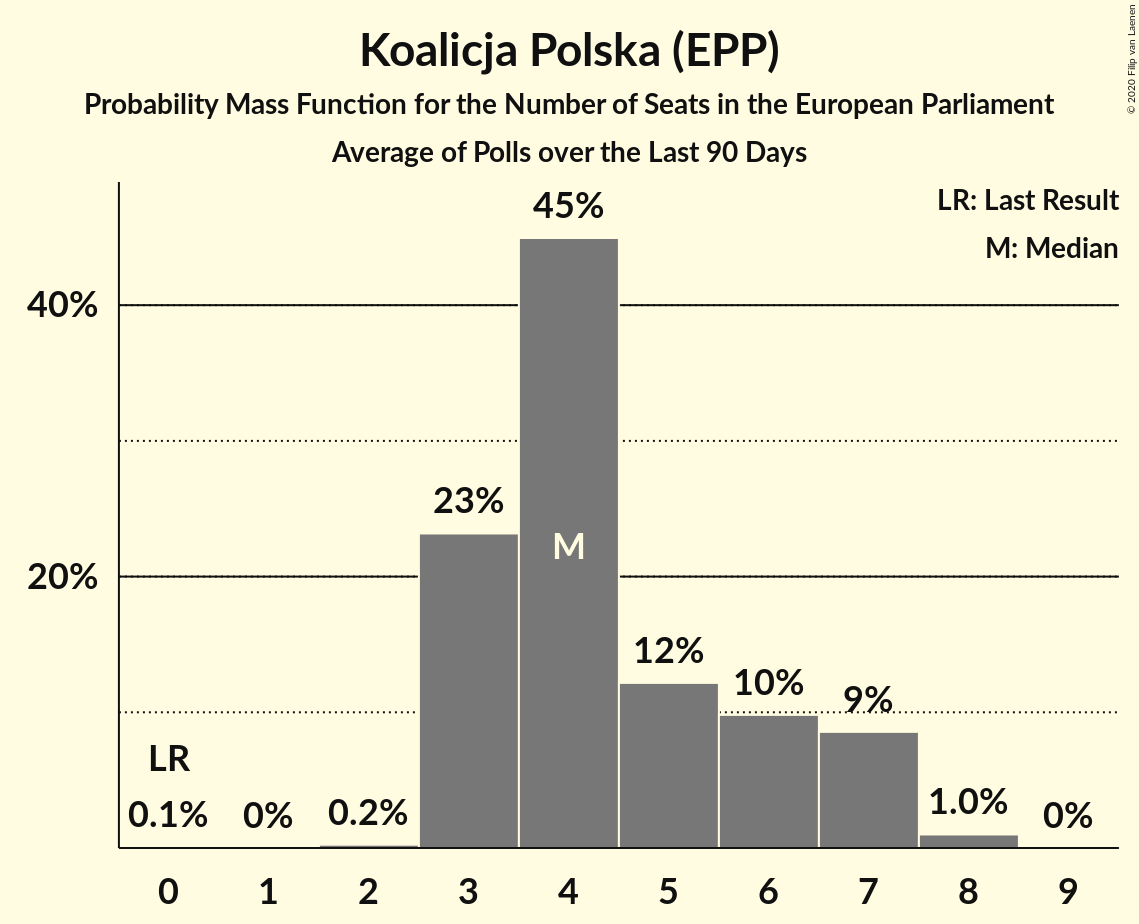 Koalicja Polska (EPP)
Probability Mass Function for the Number of Seats in the European Parliament
Average of Polls over the Last 90 Days
© 2020 Filip van Laenen
LR: Last Result
M: Median
45%
40%
23%
M
20%
12%
10%
9%
LR
0.1%
0%
0.2%
1.0%
0%
0 1 2 3 4 5 6 7 8 9